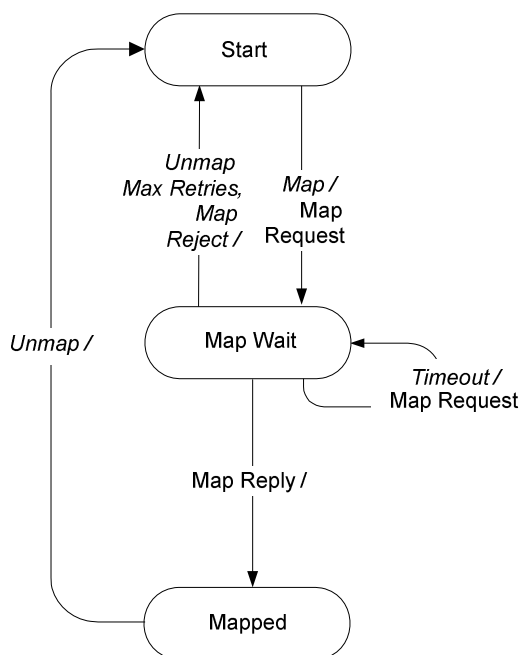 Start
Unmap
Max Retries,
Map
Reject /
Map /
Map
Request
Map Wait
Unmap /
Timeout /
Map Request
Map Reply /
Mapped